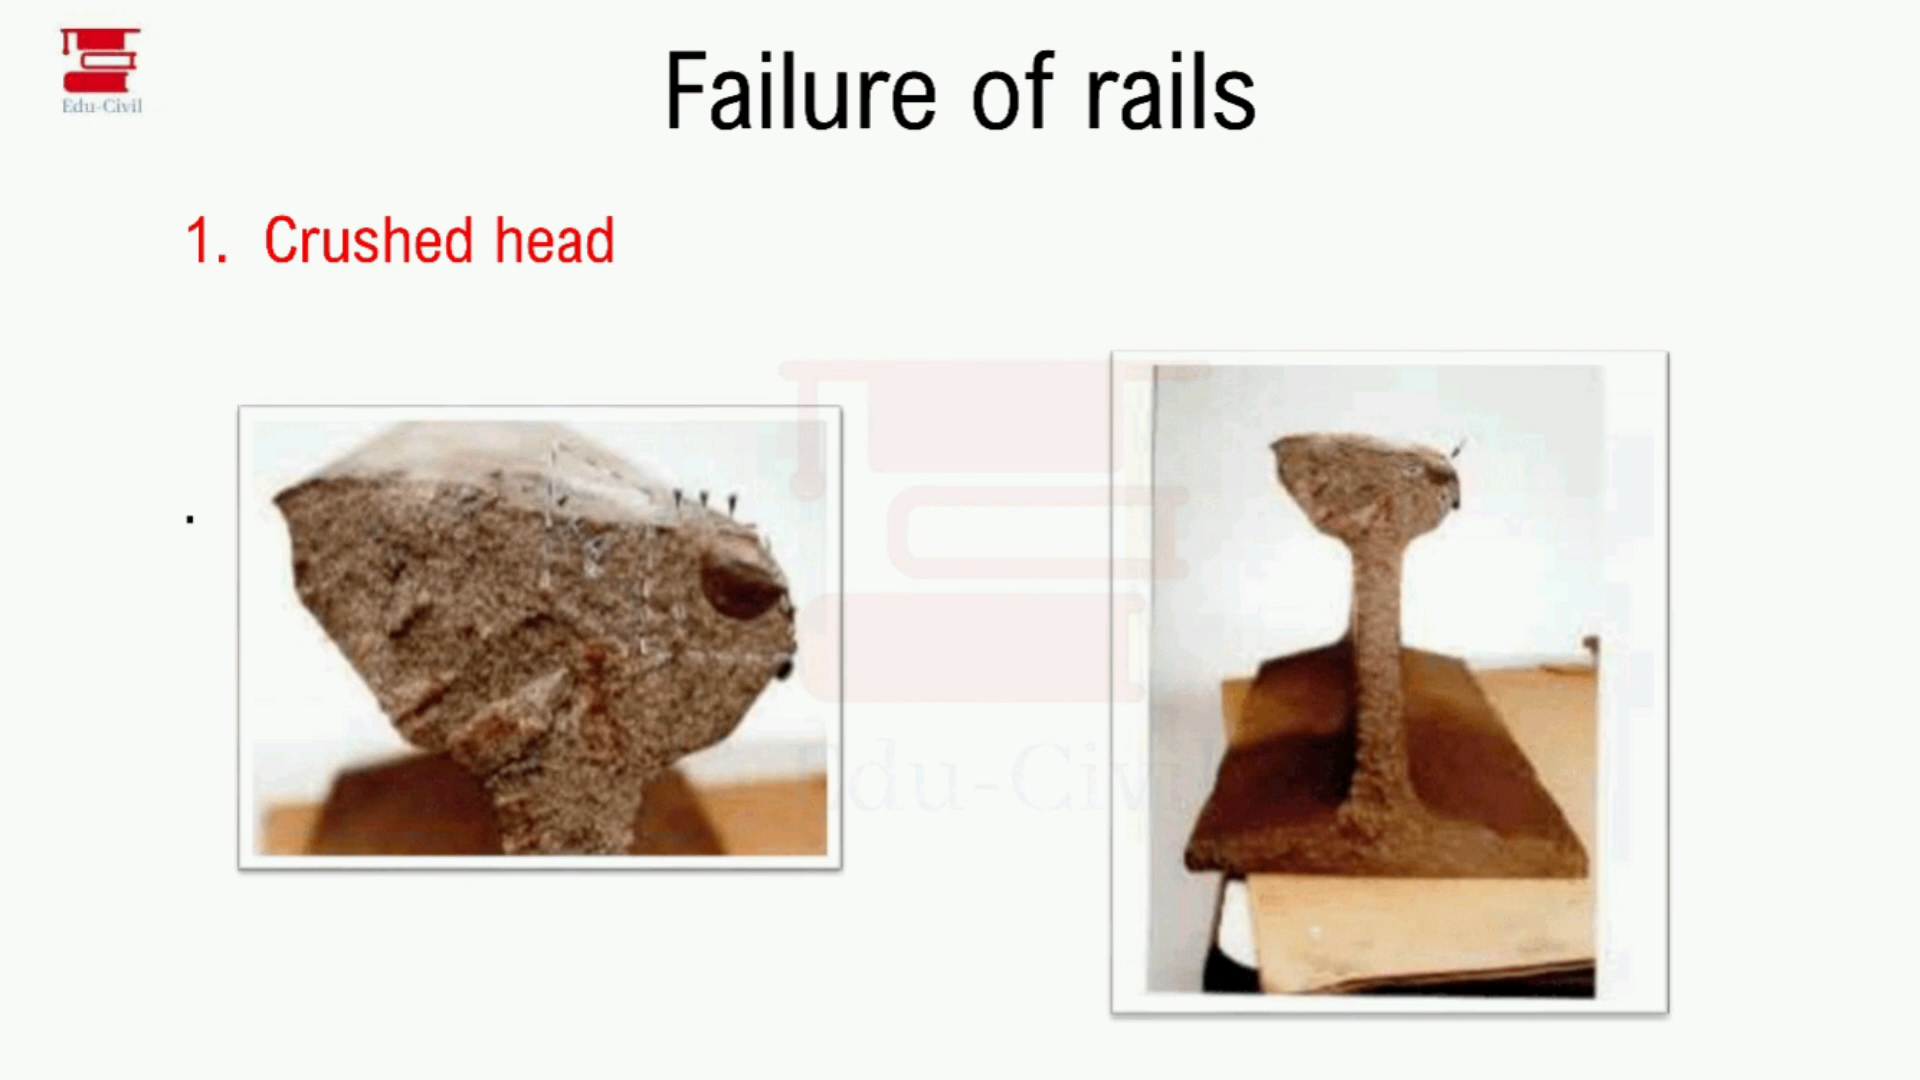 Edu-Civil
Failure of rails
1. Crushed head
.
Edu-Civil